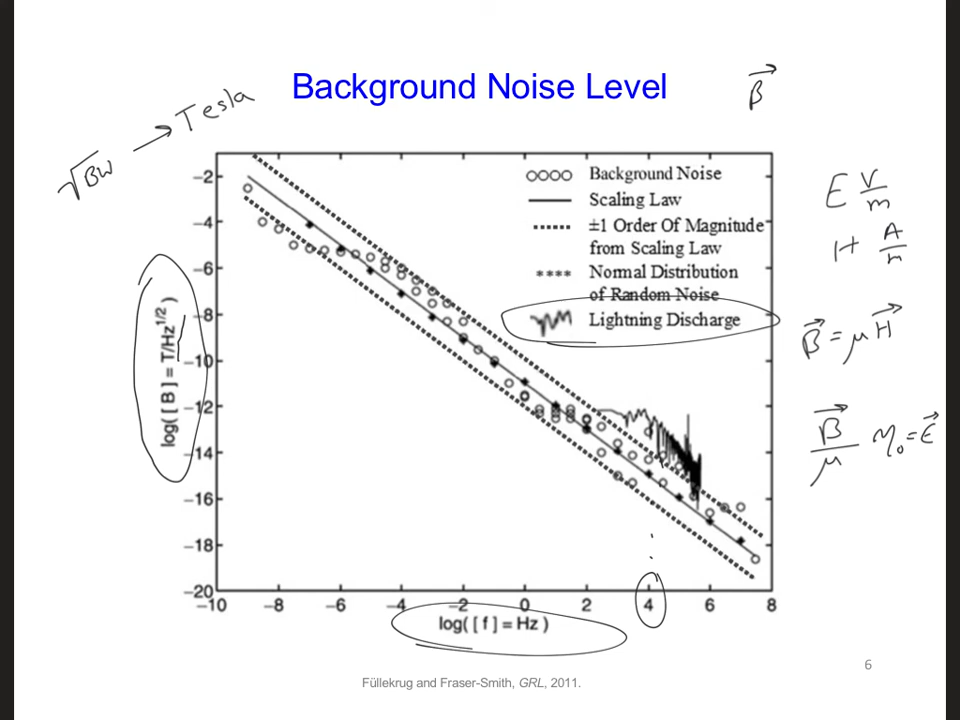 Background Noise Level
√BW → Tesla
B⃗
E V/m
H A/m
B⃗ = μ H⃗
B⃗/μ η₀ = E⃗
Background Noise
Scaling Law
±1 Order Of Magnitude
from Scaling Law
Normal Distribution
of Random Noise
Lightning Discharge
log( [ B ] = T/Hz^1/2 )
−2
−4
−6
−8
−10
−12
−14
−16
−18
−20
−10 −8 −6 −4 −2 0 2 4 6 8
log( [ f ] = Hz )
6
Füllekrug and Fraser-Smith, GRL, 2011.